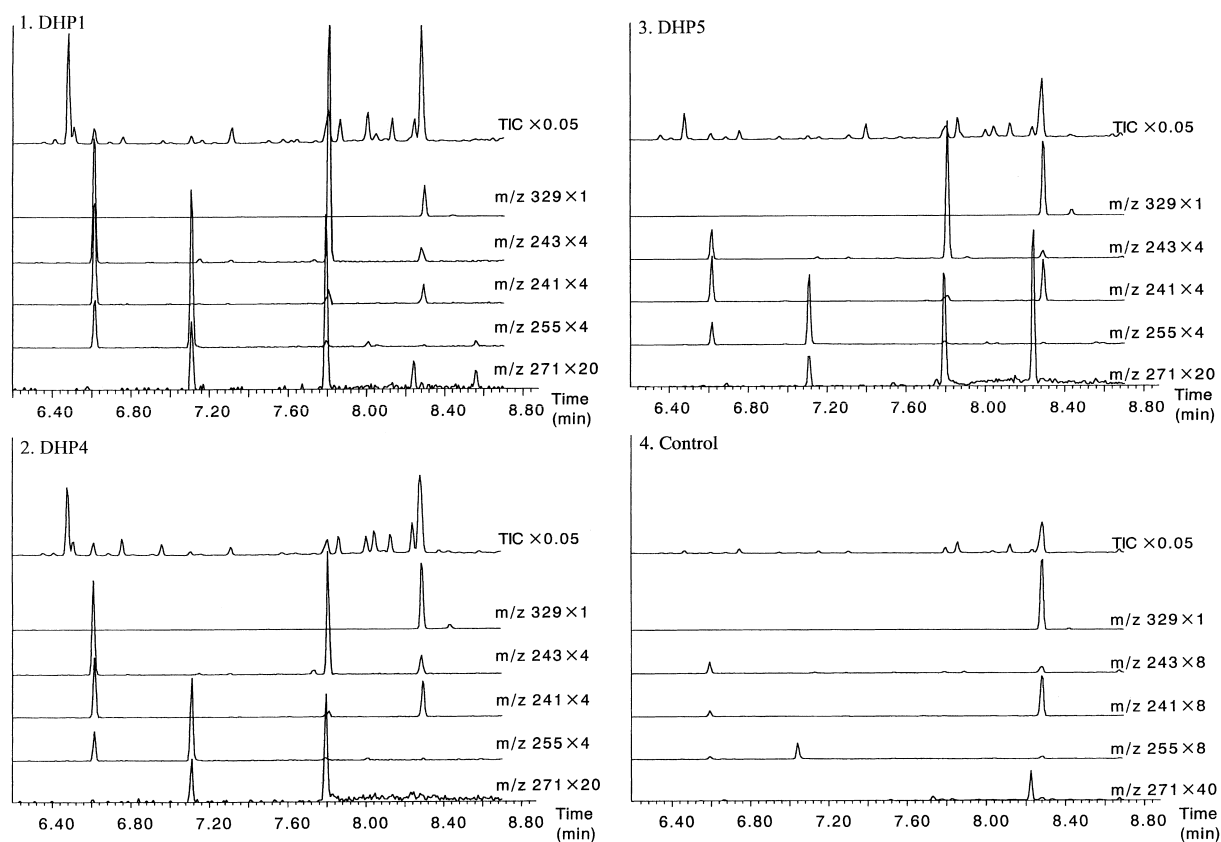 1. DHP1
TIC ×0.05
m/z 329×1
m/z 243×4
m/z 241×4
m/z 255×4
m/z 271×20
6.40 6.80 7.20 7.60 8.00 8.40 8.80 Time
(min)
3. DHP5
TIC ×0.05
m/z 329×1
m/z 243×4
m/z 241×4
m/z 255×4
m/z 271×20
6.40 6.80 7.20 7.60 8.00 8.40 8.80 Time
(min)
2. DHP4
TIC ×0.05
m/z 329×1
m/z 243×4
m/z 241×4
m/z 255×4
m/z 271×20
6.40 6.80 7.20 7.60 8.00 8.40 8.80 Time
(min)
4. Control
TIC ×0.05
m/z 329×1
m/z 243×8
m/z 241×8
m/z 255×8
m/z 271×40
6.40 6.80 7.20 7.60 8.00 8.40 8.80 Time
(min)